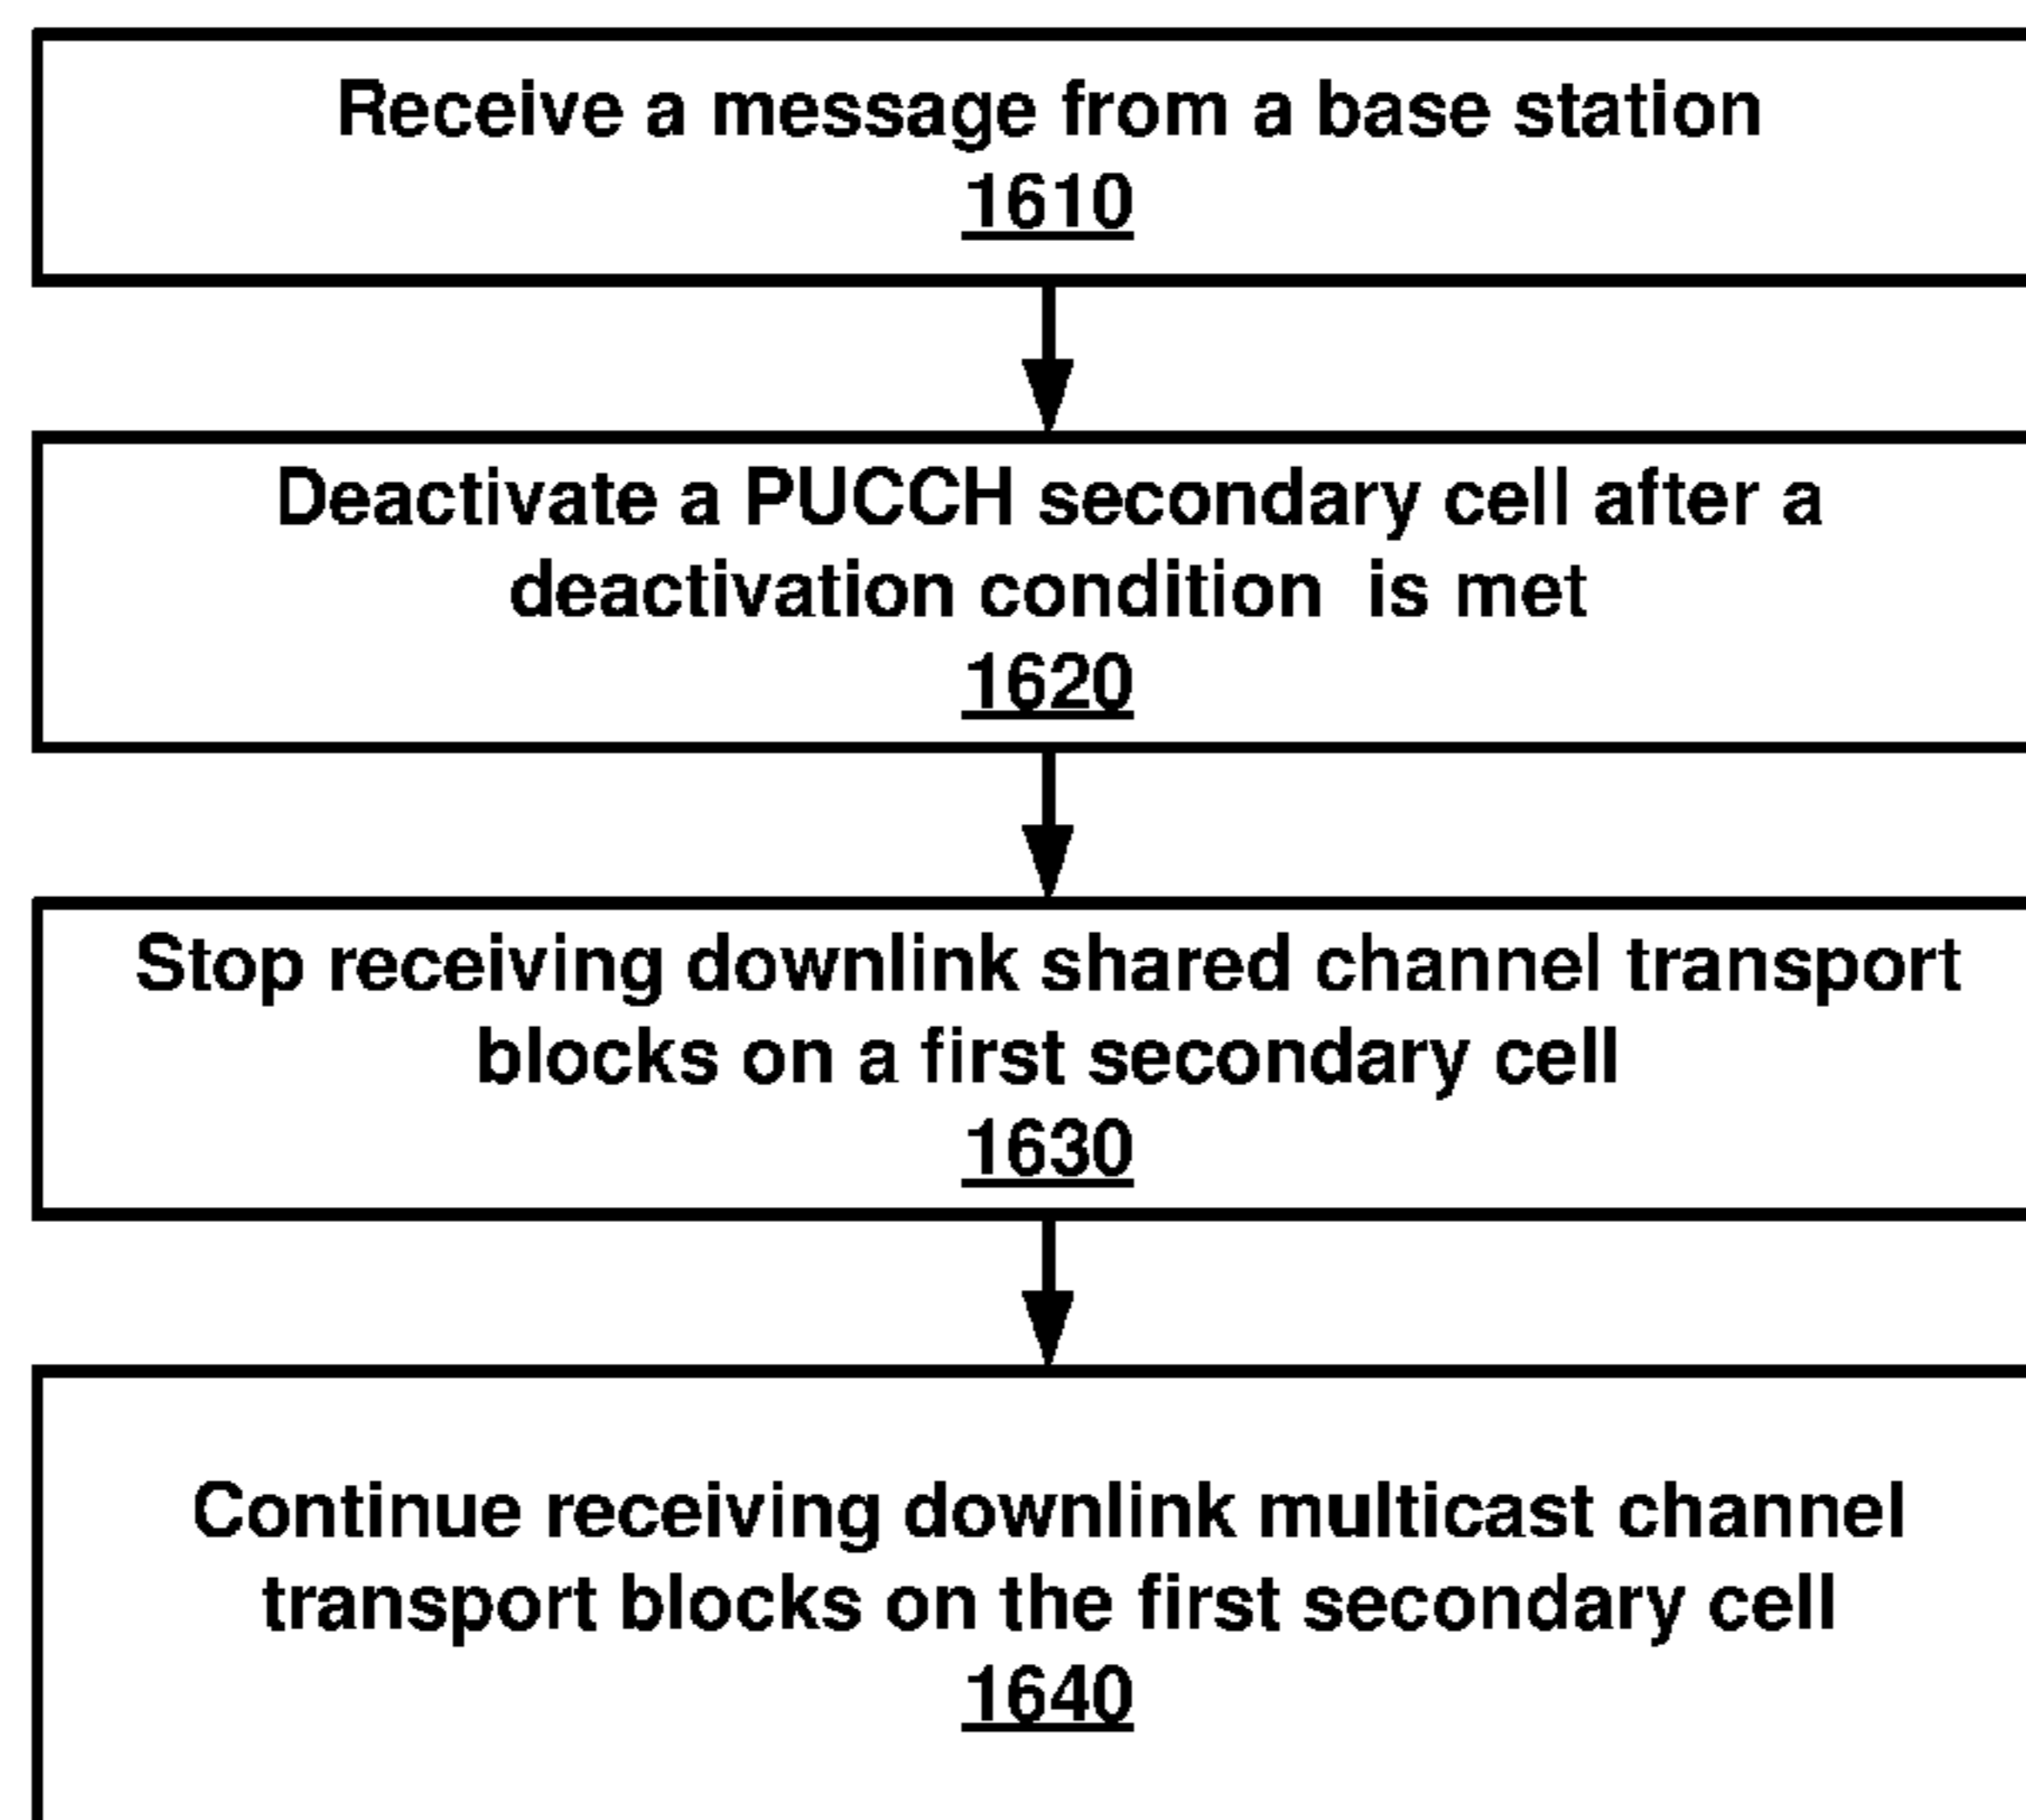 Receive a message from a base station
1610
Deactivate a PUCCH secondary cell after a
deactivation condition  is met
1620
Stop receiving downlink shared channel transport
blocks on a first secondary cell
1630
Continue receiving downlink multicast channel
transport blocks on the first secondary cell
1640